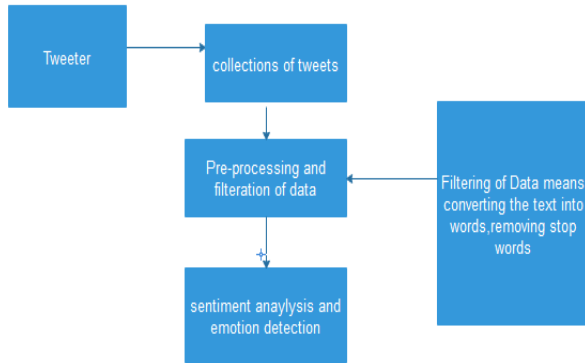 Tweeter
collections of tweets
Pre-processing and
filteration of data
Filtering of Data means
converting the text into
words,removing stop
words
sentiment anaylysis and
emotion detection